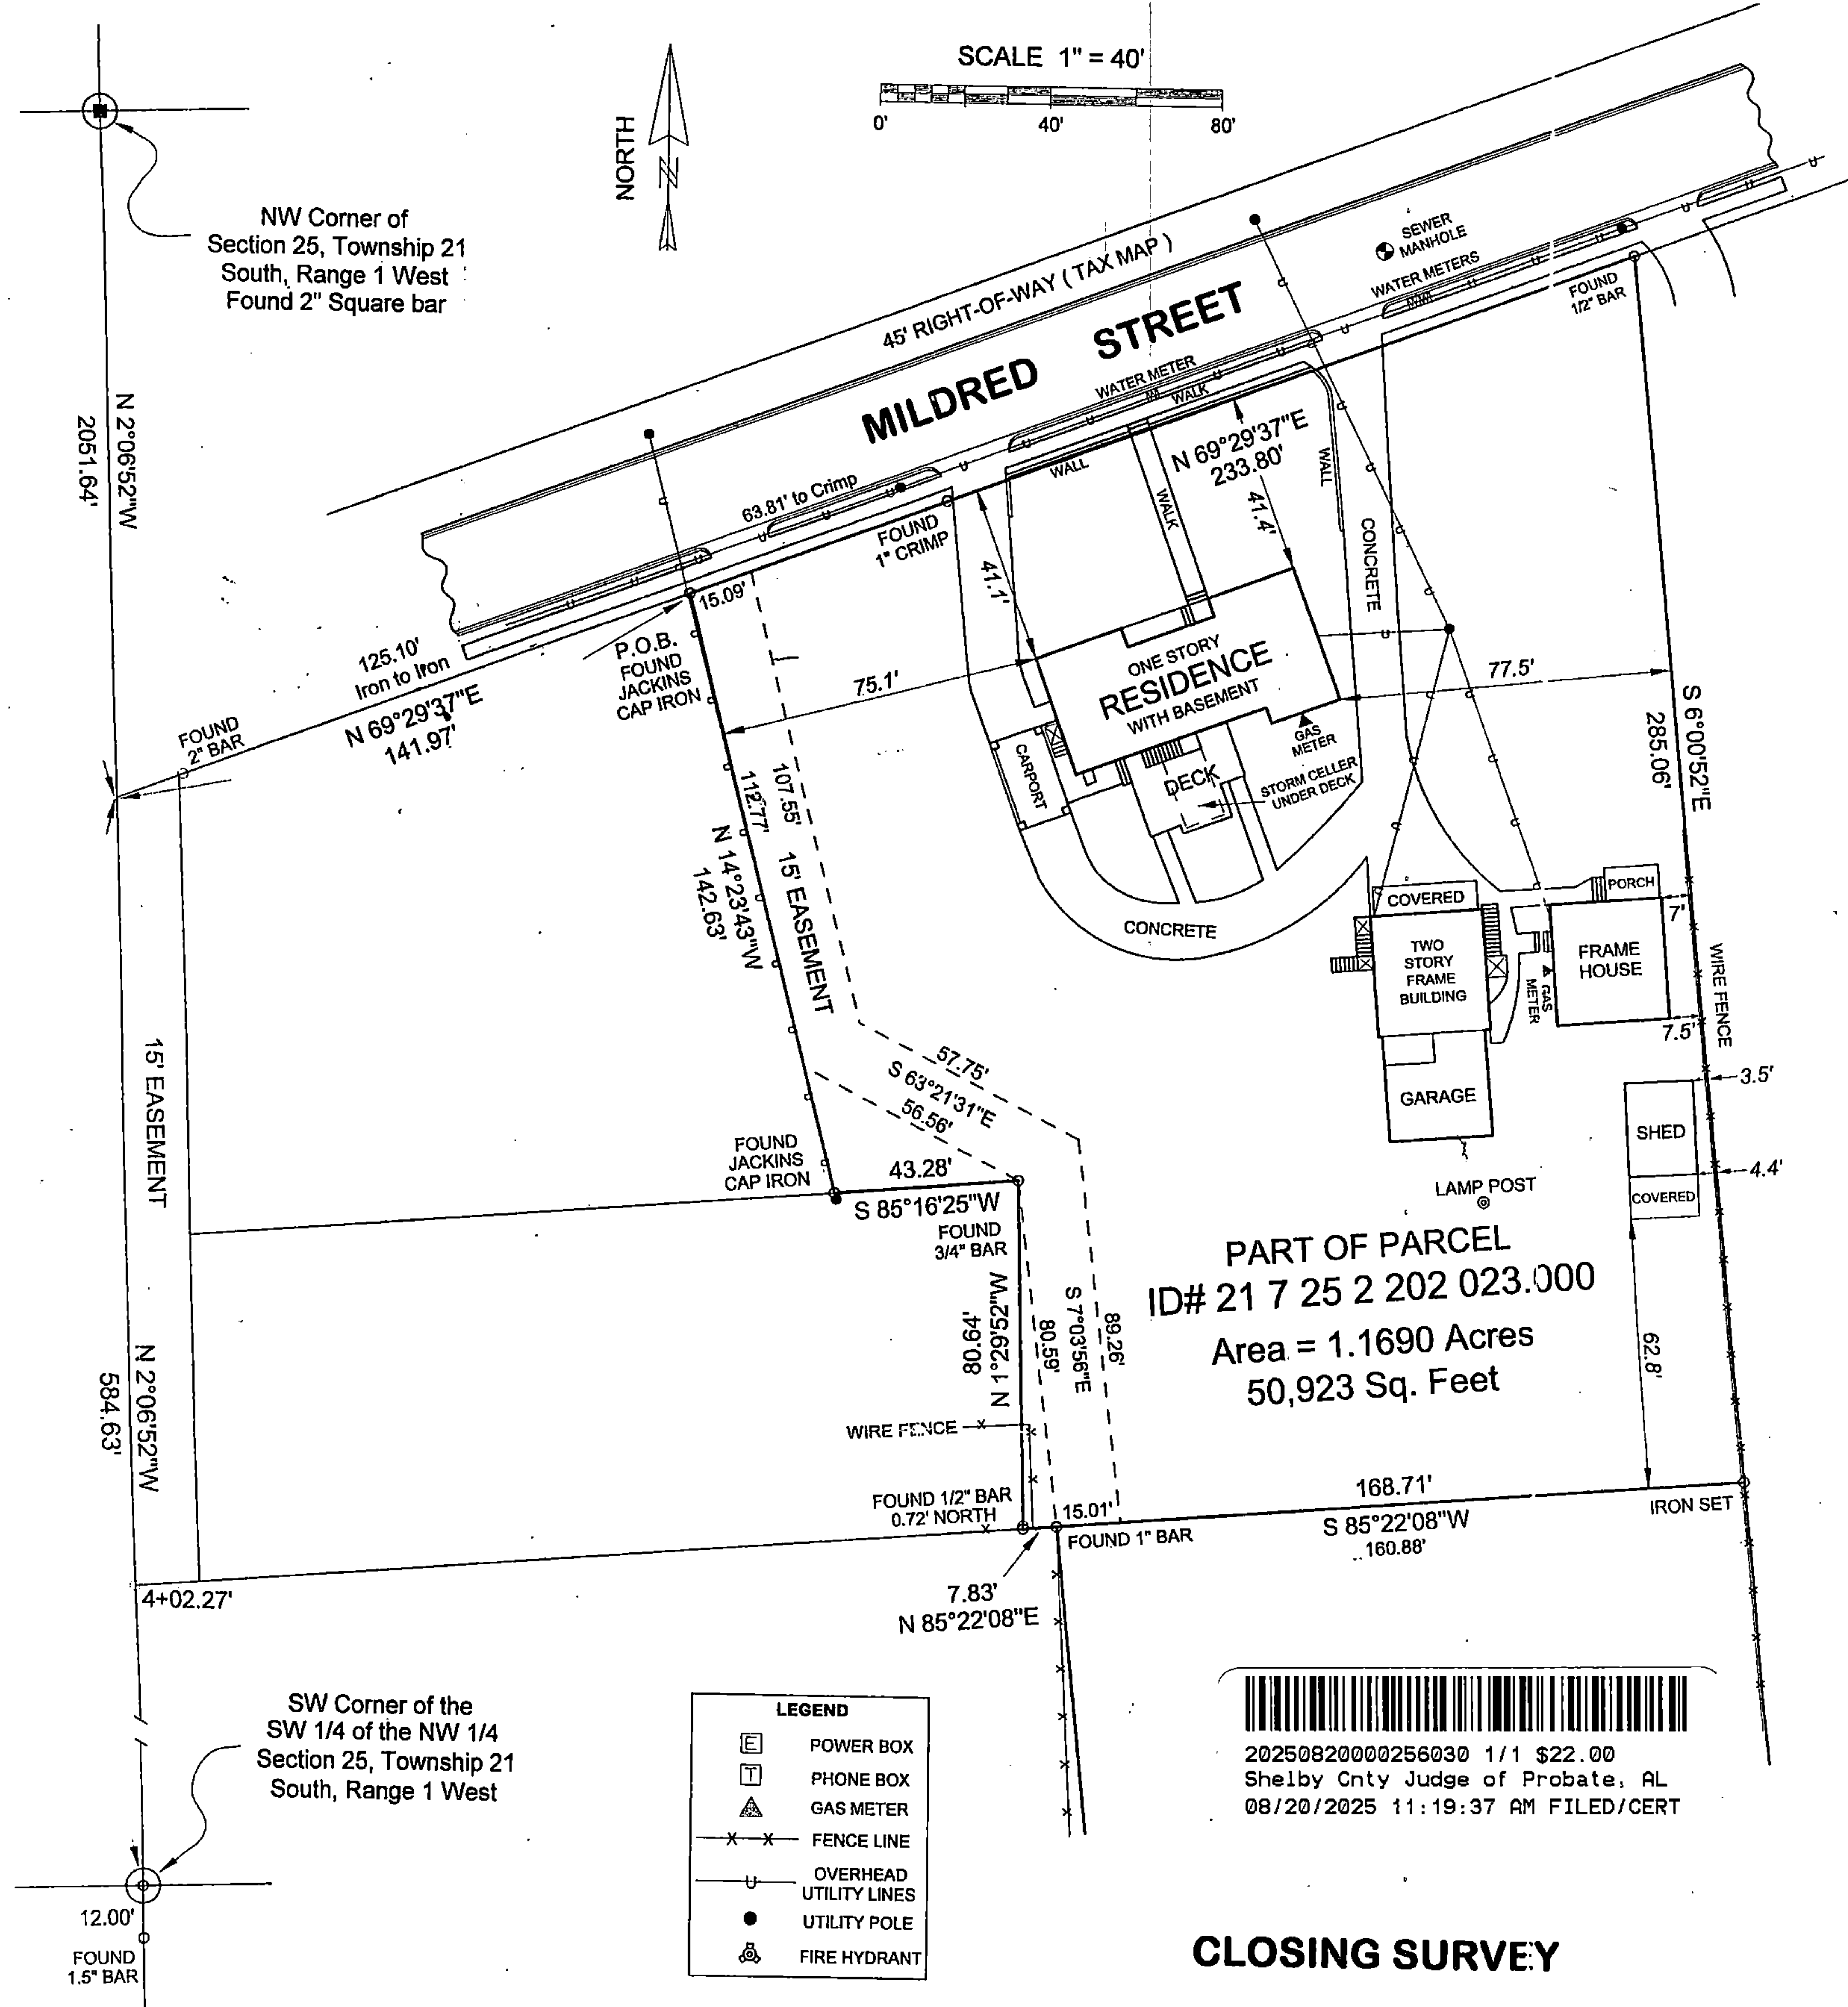 SCALE 1" = 40'
0' 40' 80'
NORTH
N
NW Corner of
Section 25, Township 21
South, Range 1 West
Found 2" Square bar
N 2°06'52"W
2051.64'
45' RIGHT-OF-WAY ( TAX MAP )
MILDRED STREET
SEWER
MANHOLE
WATER METERS
FOUND
1/2" BAR
WATER METER
WALK
WALL
WALK
N 69°29'37"E
233.80'
WALL
41.4'
CONCRETE
63.81' to Crimp
FOUND
1" CRIMP
41.1'
15.09'
P.O.B.
FOUND
JACKINS
CAP IRON
125.10'
Iron to Iron
N 69°29'37"E
141.97'
FOUND
2" BAR
75.1'
ONE STORY
RESIDENCE
WITH BASEMENT
77.5'
S 6°00'52"E
285.06'
GAS
METER
CARPORT
DECK
STORM CELLER
UNDER DECK
107.55'
112.77'
15' EASEMENT
N 14°23'43"W
142.63'
CONCRETE
COVERED
PORCH
7'
TWO
STORY
FRAME
BUILDING
GAS
METER
FRAME
HOUSE
WIRE FENCE
7.5'
3.5'
GARAGE
SHED
4.4'
COVERED
LAMP POST
57.75'
S 63°21'31"E
56.56'
15' EASEMENT
FOUND
JACKINS
CAP IRON
43.28'
S 85°16'25"W
FOUND
3/4" BAR
PART OF PARCEL
ID# 21 7 25 2 202 023.000
Area = 1.1690 Acres
50,923 Sq. Feet
80.64'
N 1°29'52"W
80.59'
S 7°03'56"E
89.26'
62.8'
N 2°06'52"W
584.63'
WIRE FENCE
FOUND 1/2" BAR
0.72' NORTH
15.01'
FOUND 1" BAR
168.71'
S 85°22'08"W
160.88'
IRON SET
4+02.27'
7.83'
N 85°22'08"E
SW Corner of the
SW 1/4 of the NW 1/4
Section 25, Township 21
South, Range 1 West
12.00'
FOUND
1.5" BAR
LEGEND
E POWER BOX
T PHONE BOX
GAS METER
X X FENCE LINE
U OVERHEAD
UTILITY LINES
UTILITY POLE
FIRE HYDRANT
20250820000256030 1/1 $22.00
Shelby Cnty Judge of Probate, AL
08/20/2025 11:19:37 AM FILED/CERT
CLOSING SURVEY